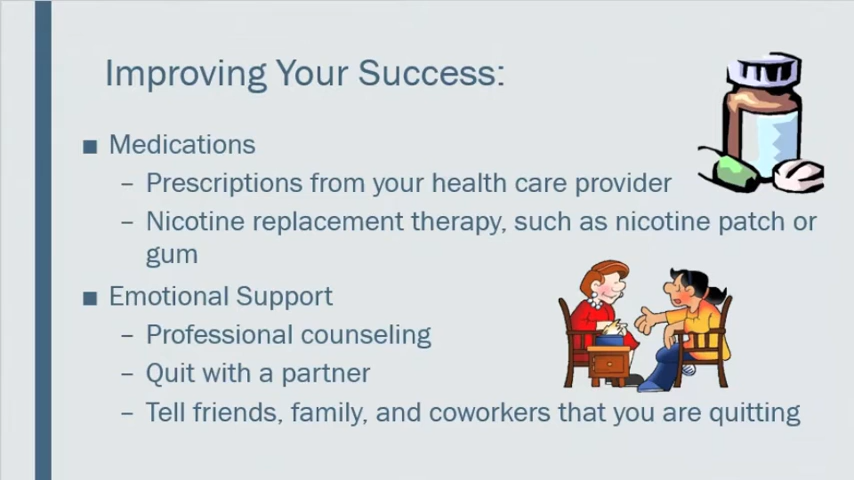 Improving Your Success:
■ Medications
– Prescriptions from your health care provider
– Nicotine replacement therapy, such as nicotine patch or
gum
■ Emotional Support
– Professional counseling
– Quit with a partner
– Tell friends, family, and coworkers that you are quitting